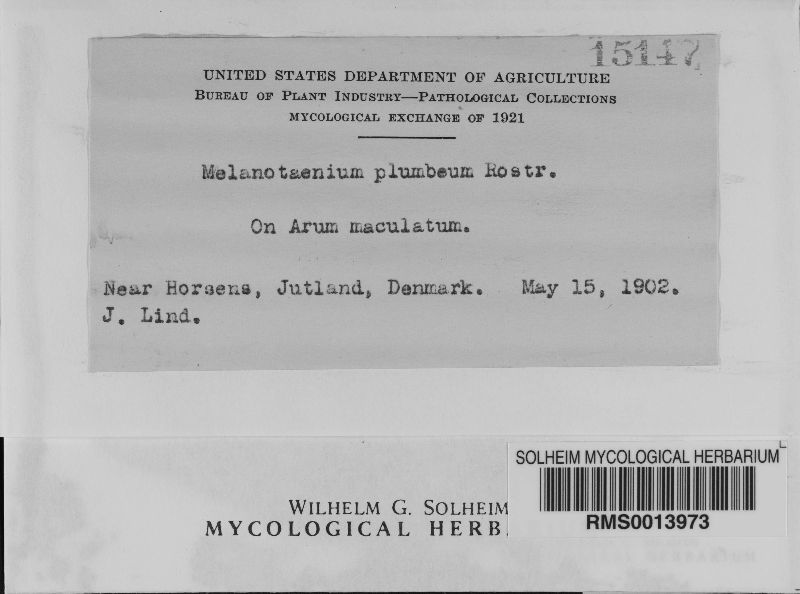 15147
UNITED STATES DEPARTMENT OF AGRICULTURE
BUREAU OF PLANT INDUSTRY—PATHOLOGICAL COLLECTIONS
MYCOLOGICAL EXCHANGE OF 1921
Melanotaenium plumbeum Rostr.
On Arum maculatum.
Near Horsens, Jutland, Denmark. May 15, 1902.
J. Lind.
SOLHEIM MYCOLOGICAL HERBARIUM
RMS0013973
WILHELM G. SOLHEIM
MYCOLOGICAL HERB